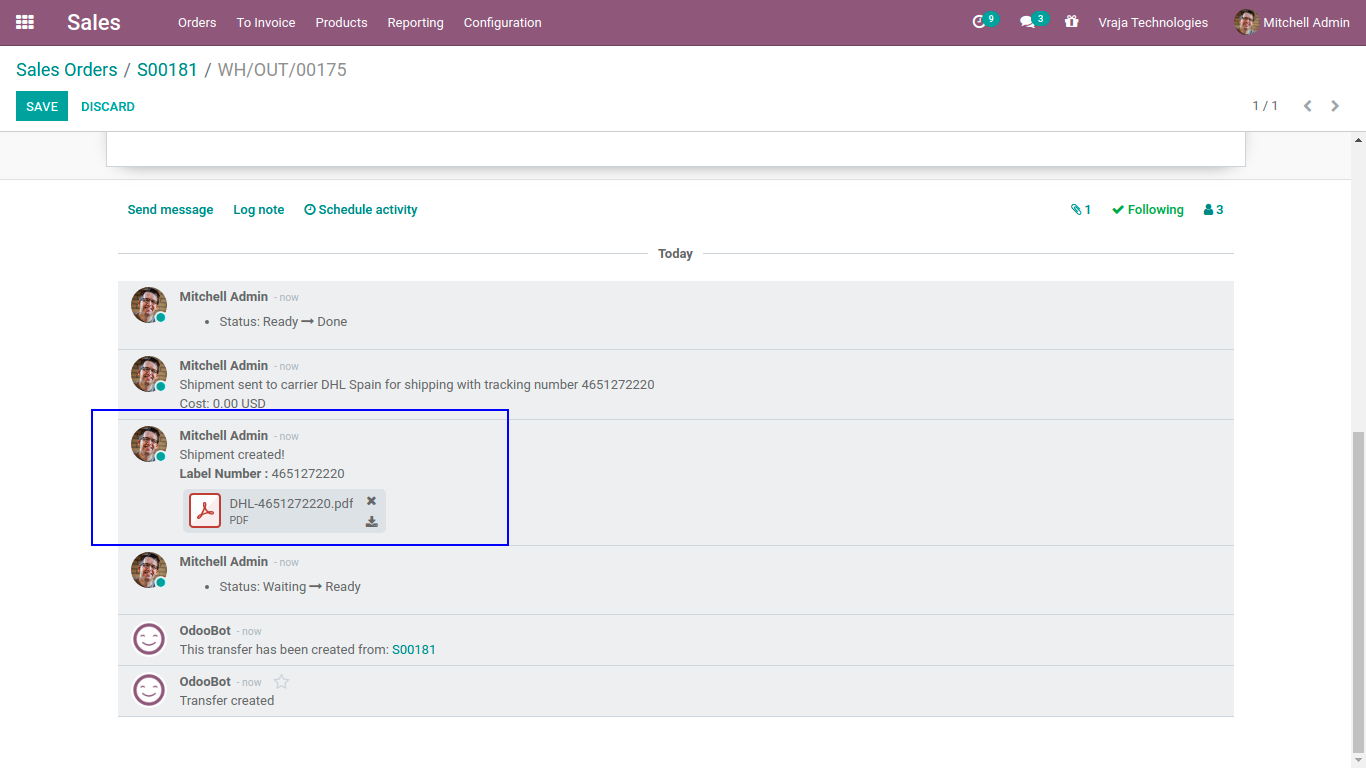 Sales Orders To Invoice Products Reporting Configuration 9 3 Vraja Technologies Mitchell Admin
Sales Orders / S00181 / WH/OUT/00175
SAVE DISCARD 1 / 1
Send message Log note Schedule activity 1 Following 3
Today
Mitchell Admin - now
• Status: Ready → Done
Mitchell Admin - now
Shipment sent to carrier DHL Spain for shipping with tracking number 4651272220
Cost: 0.00 USD
Mitchell Admin - now
Shipment created!
Label Number : 4651272220
DHL-4651272220.pdf
PDF
Mitchell Admin - now
• Status: Waiting → Ready
OdooBot - now
This transfer has been created from: S00181
OdooBot - now
Transfer created